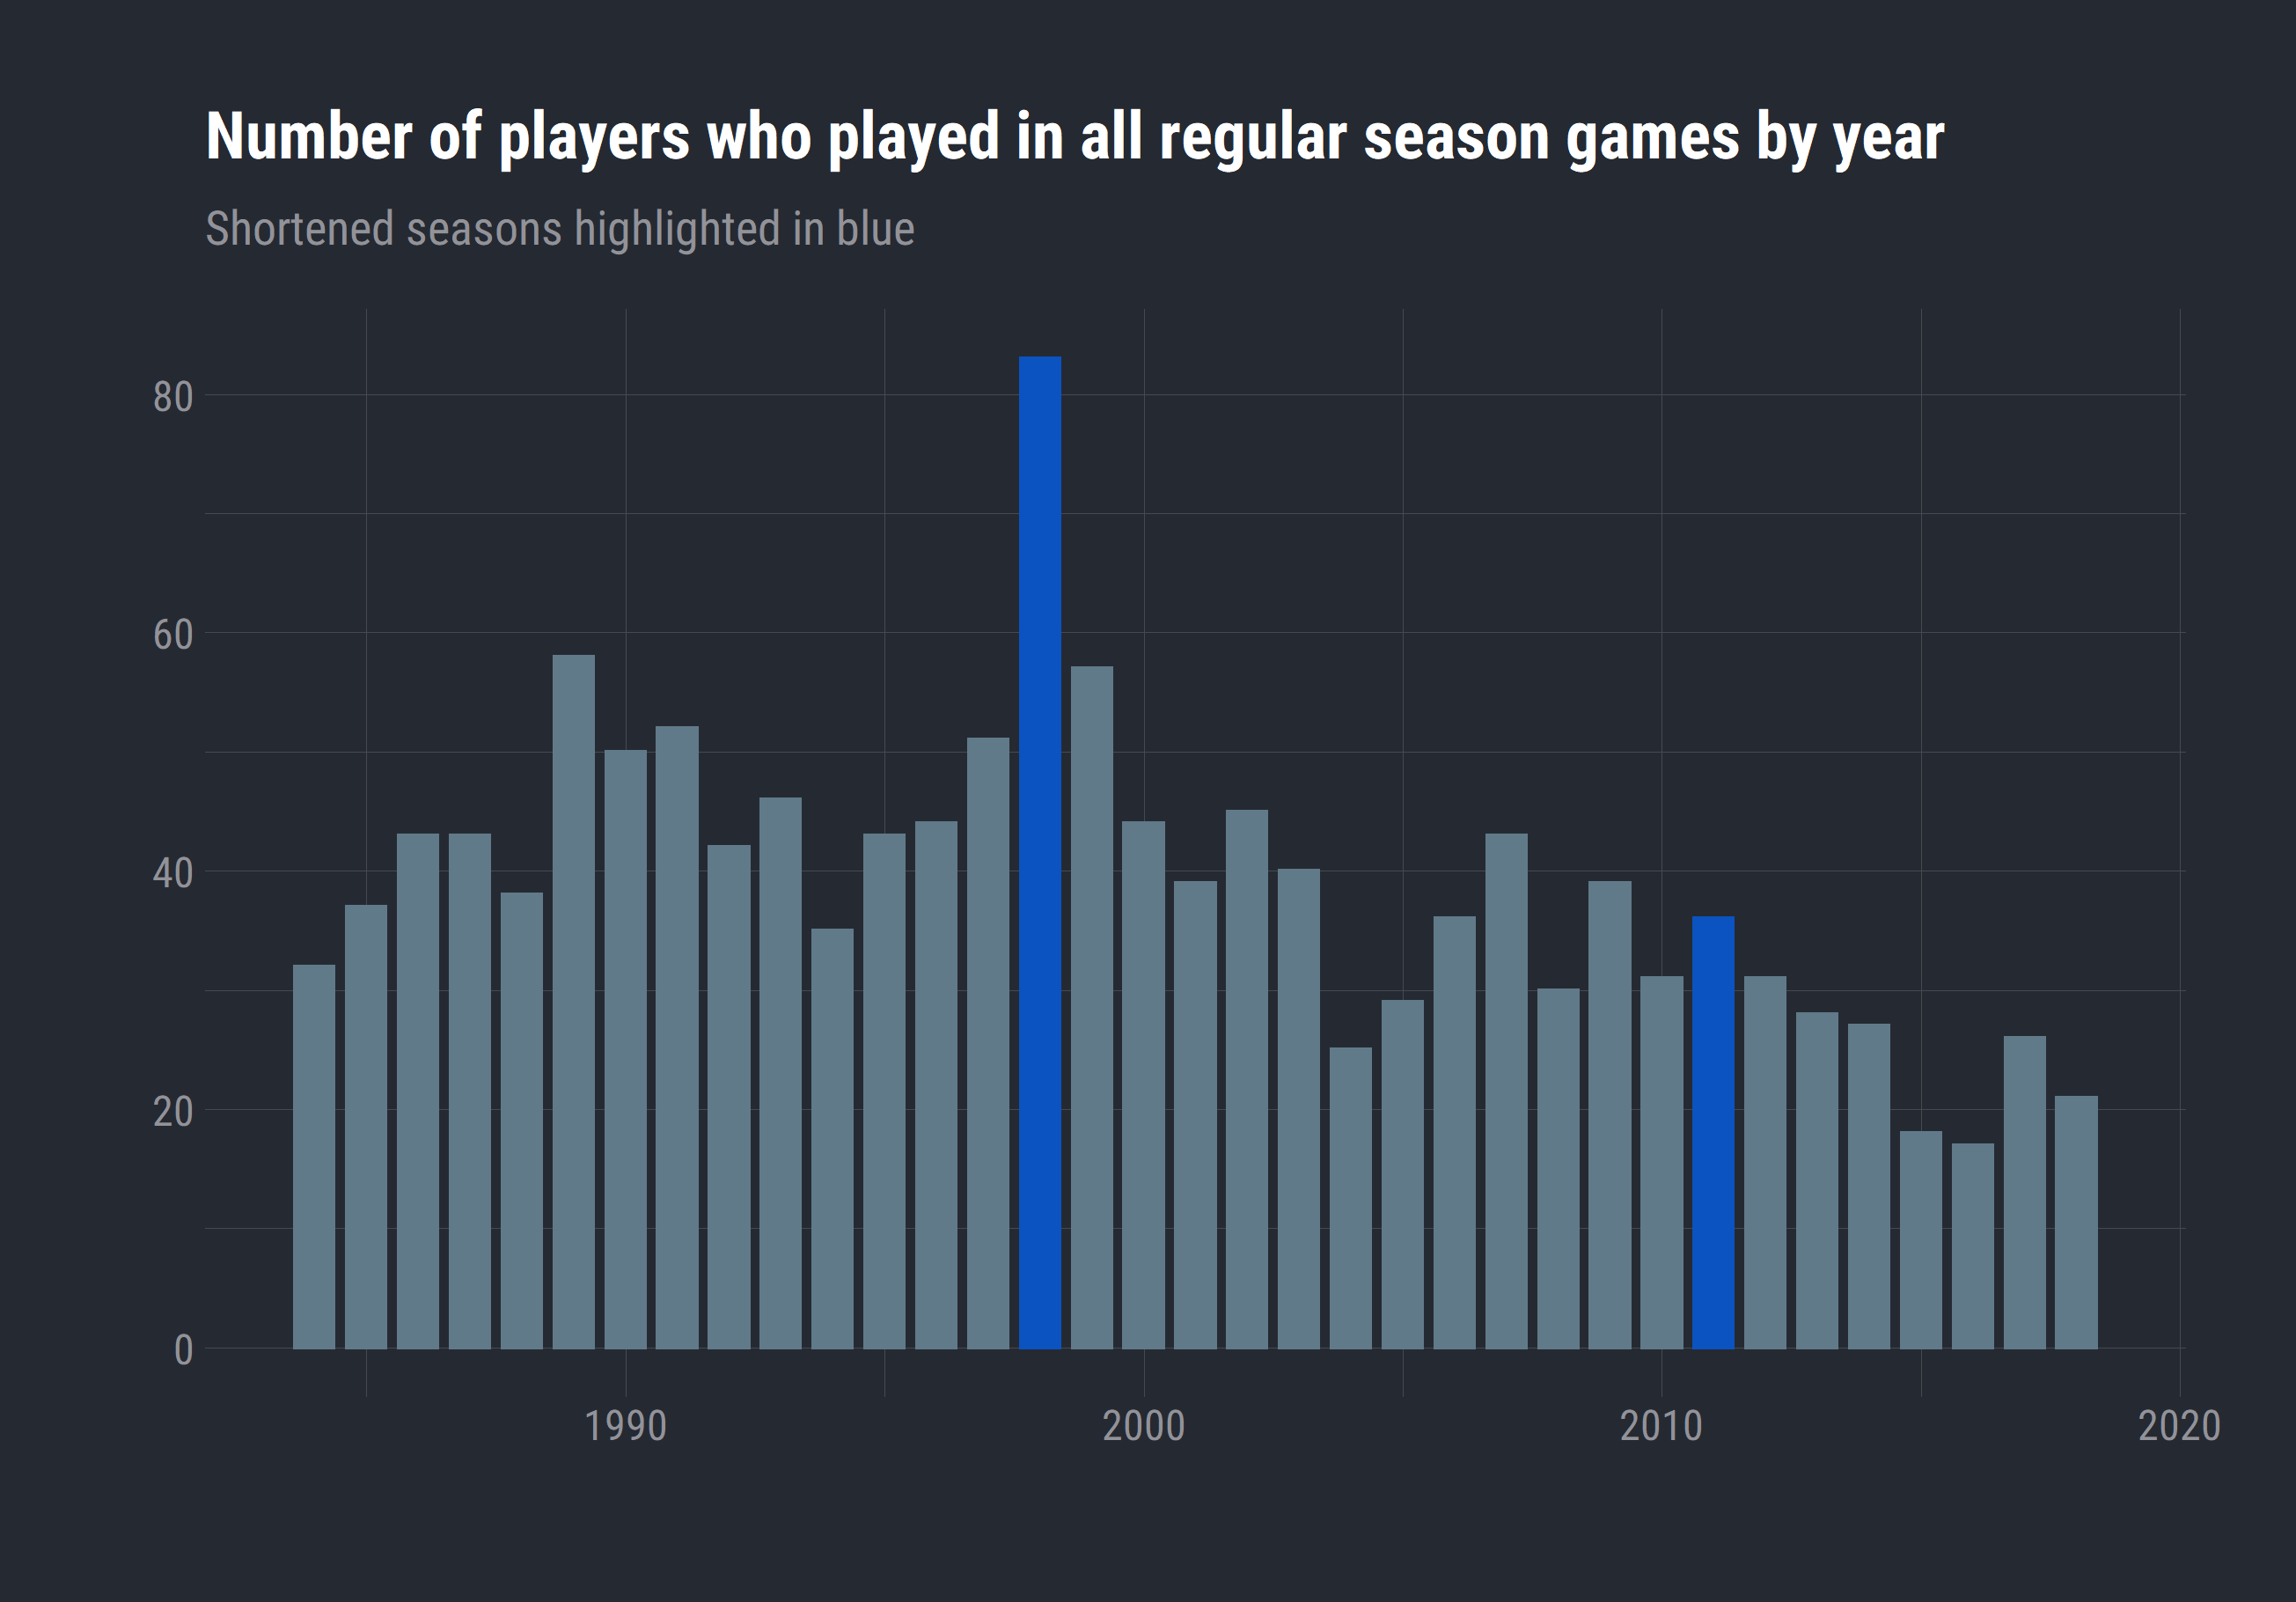 Number of players who played in all regular season games by year
Shortened seasons highlighted in blue
80
60
40
20
0
1990 2000 2010 2020